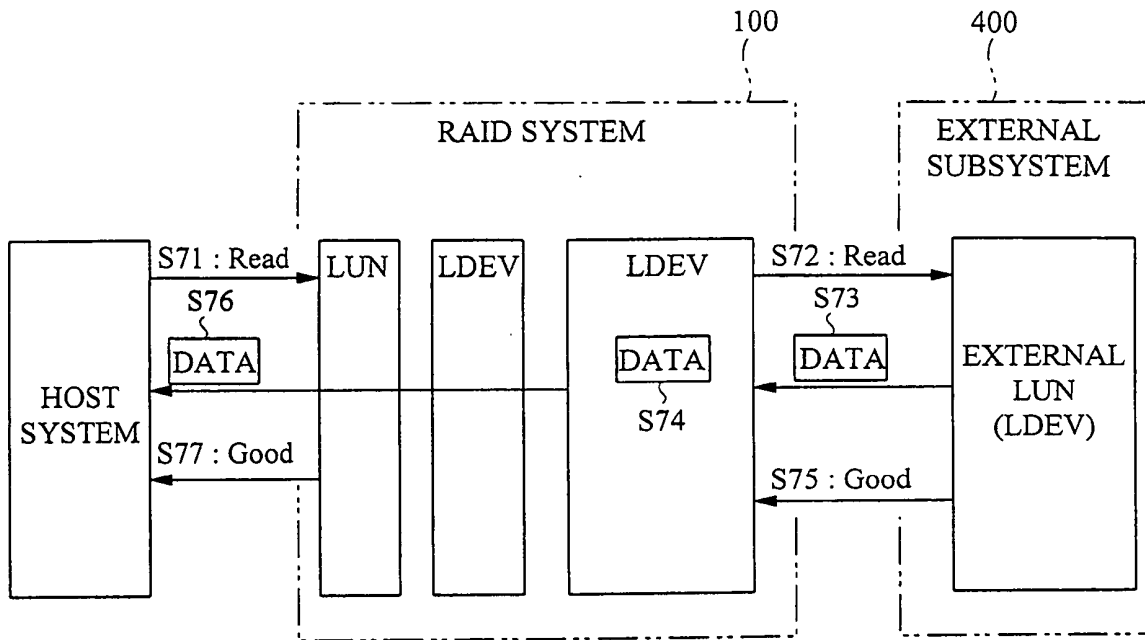 100
400
RAID SYSTEM
EXTERNAL
SUBSYSTEM
S71 : Read
LUN
LDEV
LDEV
S72 : Read
S76
S73
DATA
DATA
DATA
S74
HOST
SYSTEM
EXTERNAL
LUN
(LDEV)
S77 : Good
S75 : Good